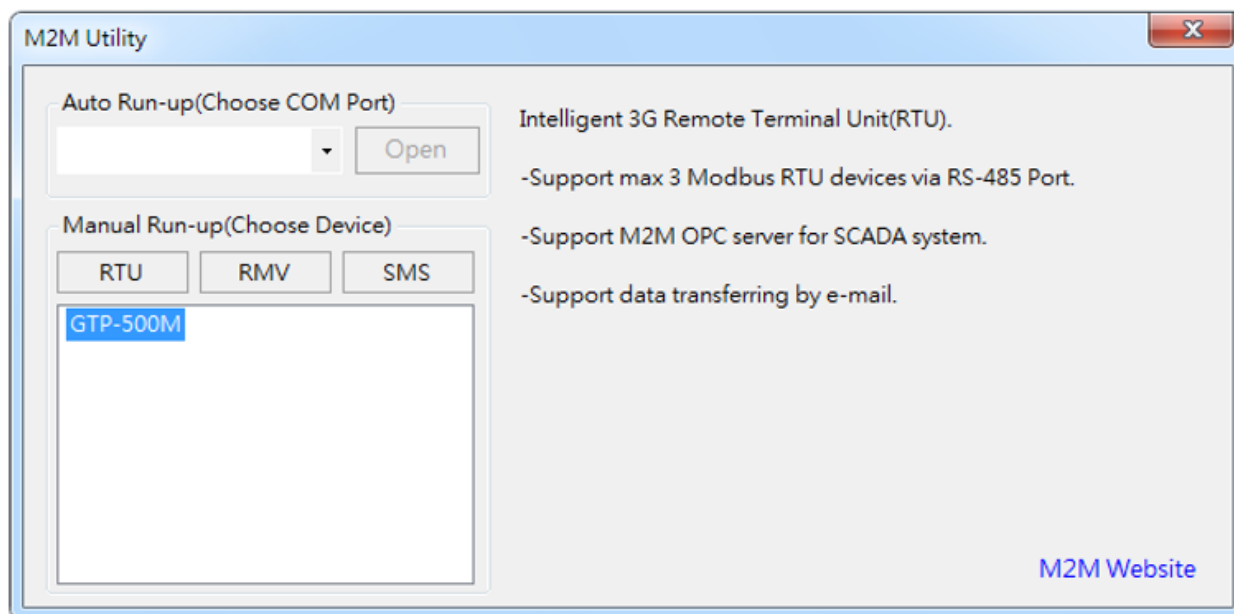 M2M Utility
Auto Run-up(Choose COM Port)
Open
Manual Run-up(Choose Device)
RTU
RMV
SMS
GTP-500M
Intelligent 3G Remote Terminal Unit(RTU).
-Support max 3 Modbus RTU devices via RS-485 Port.
-Support M2M OPC server for SCADA system.
-Support data transferring by e-mail.
M2M Website